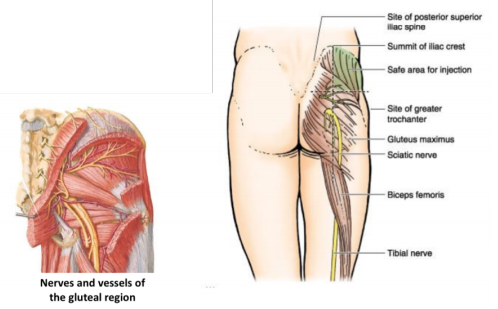 Site of posterior superior
iliac spine
Summit of iliac crest
Safe area for injection
Site of greater
trochanter
Gluteus maximus
Sciatic nerve
Biceps femoris
Tibial nerve
Nerves and vessels of
the gluteal region